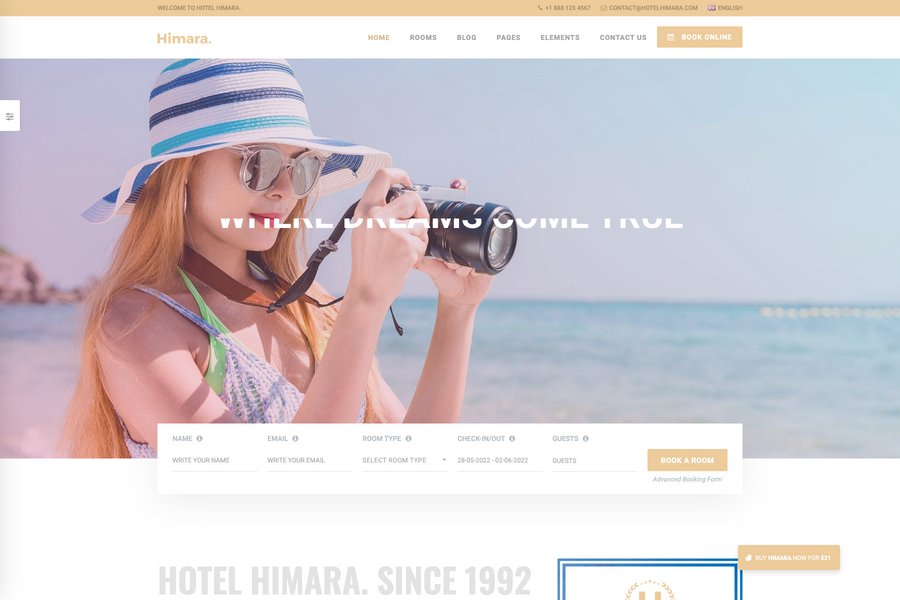 WELCOME TO HOTEL HIMARA.
+1 888 123 4567 CONTACT@HOTELHIMARA.COM ENGLISH
Himara.
HOME ROOMS BLOG PAGES ELEMENTS CONTACT US BOOK ONLINE
WHERE DREAMS COME TRUE
NAME EMAIL ROOM TYPE CHECK-IN/OUT GUESTS
WRITE YOUR NAME WRITE YOUR EMAIL SELECT ROOM TYPE 28-05-2022 - 02-06-2022 GUESTS
BOOK A ROOM
Advanced Booking Form
BUY HIMARA NOW FOR $21
HOTEL HIMARA. SINCE 1992
H